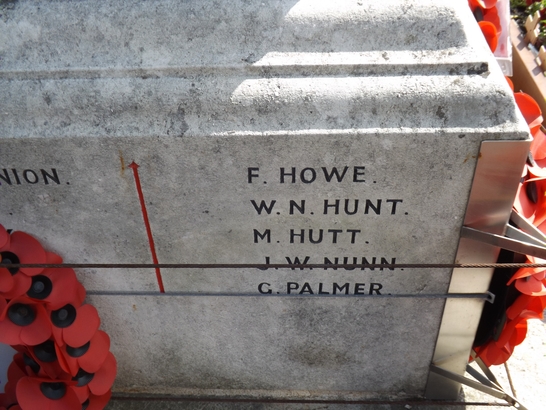 NION.
F. HOWE.
W. N. HUNT.
M. HUTT.
J. W. NUNN.
G. PALMER.